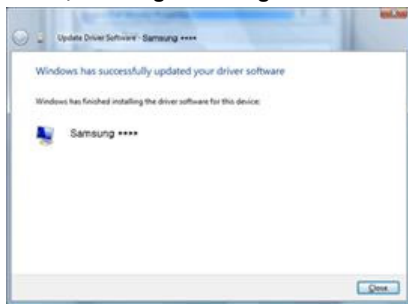 Update Driver Software - Samsung ****
Windows has successfully updated your driver software
Windows has finished installing the driver software for this device:
Samsung ****
Close